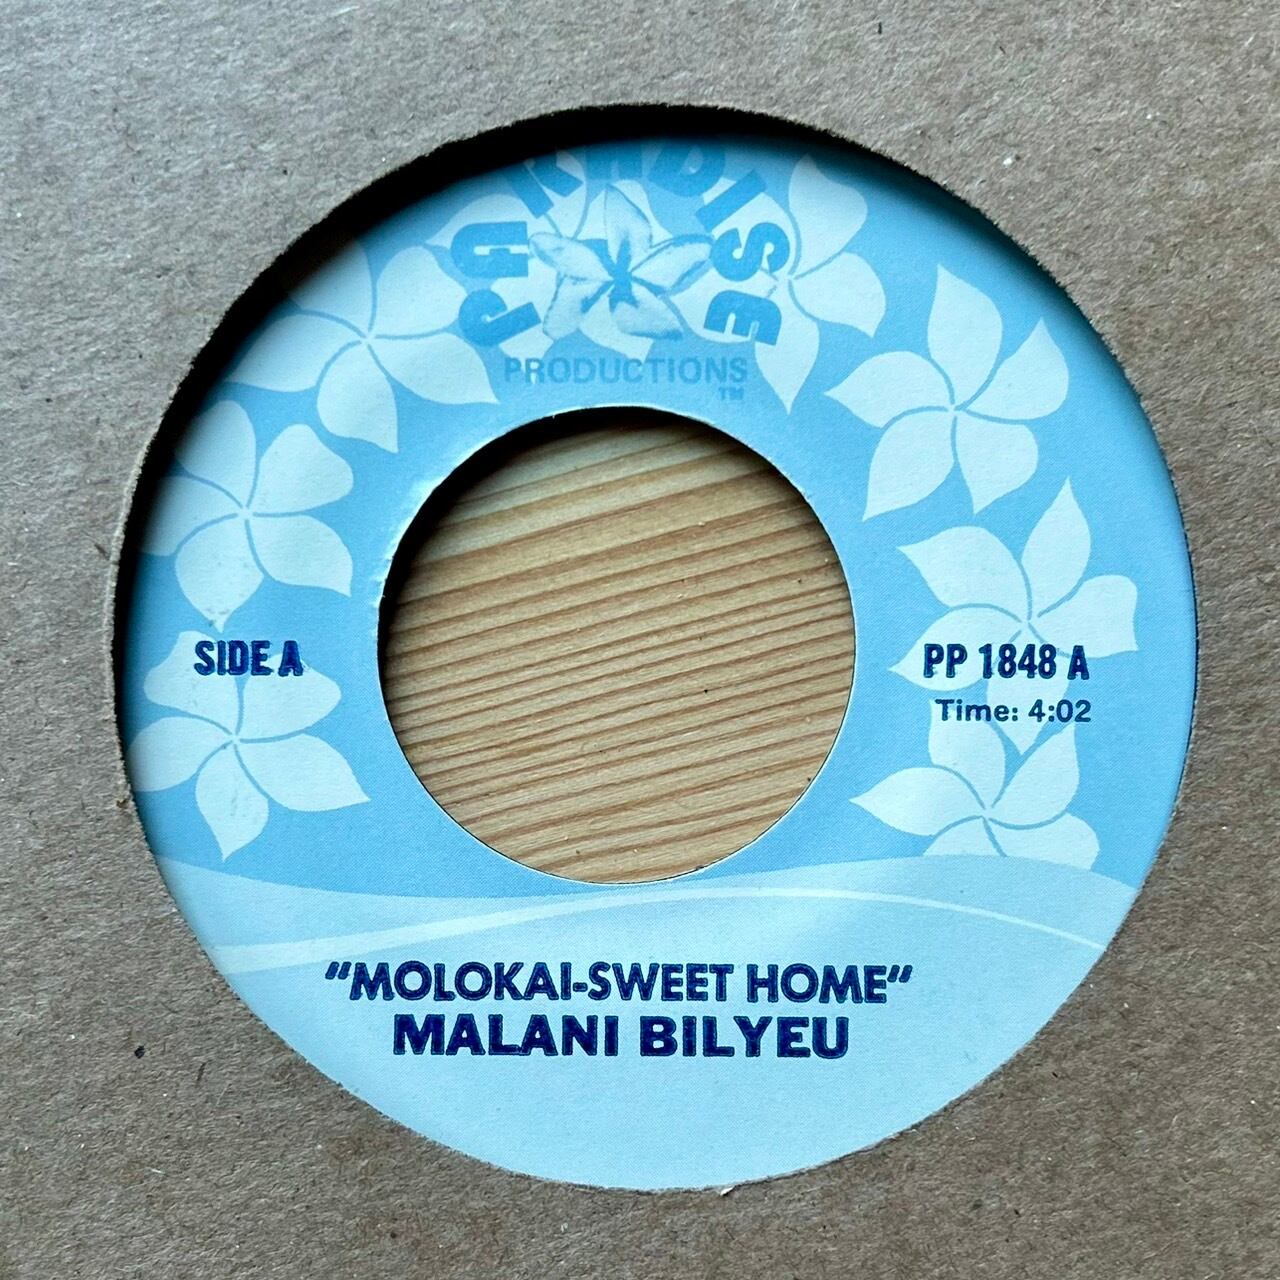 PARADISE
PRODUCTIONS
TM
SIDE A
PP 1848 A
Time: 4:02
"MOLOKAI-SWEET HOME"
MALANI BILYEU